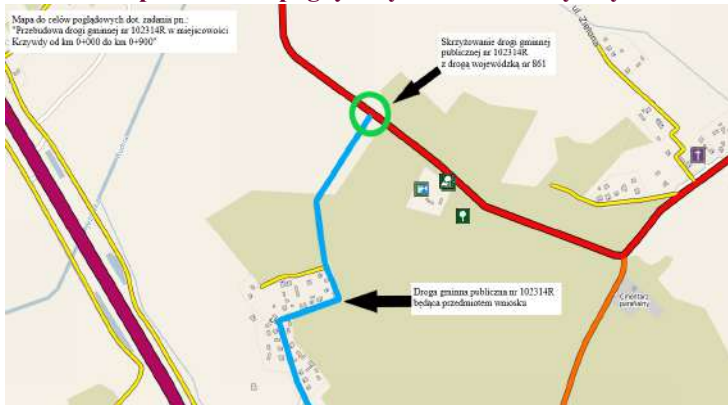 Mapa do celów poglądowych dot. zadania pn.:
"Przebudowa drogi gminnej nr 102314R w miejscowości
Krzywdy od km 0+000 do km 0+900"
Skrzyżowanie drogi gminnej
publicznej nr 102314R
z drogą wojewódzką nr 861
ul. Zielona
Droga gminna publiczna nr 102314R
będąca przedmiotem wniosku
Cmentarz
parafialny